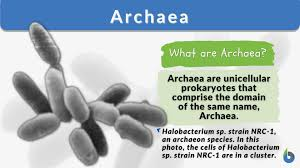 Archaea
What are Archaea?
Archaea are unicellular
prokaryotes that
comprise the domain
of the same name,
Archaea.
Halobacterium sp. strain NRC-1,
an archaeon species. In this
photo, the cells of Halobacterium
sp. strain NRC-1 are in a cluster.